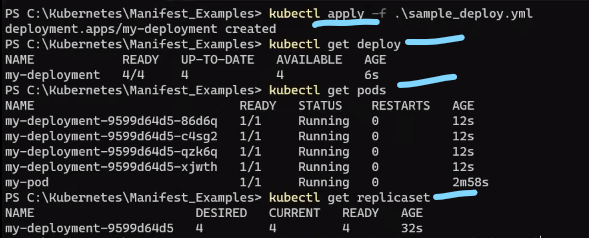 PS C:\Kubernetes\Manifest_Examples> kubectl apply -f .\sample_deploy.yml
deployment.apps/my-deployment created
PS C:\Kubernetes\Manifest_Examples> kubectl get deploy
NAME READY UP-TO-DATE AVAILABLE AGE
my-deployment 4/4 4 4 6s
PS C:\Kubernetes\Manifest_Examples> kubectl get pods
NAME READY STATUS RESTARTS AGE
my-deployment-9599d64d5-86d6q 1/1 Running 0 12s
my-deployment-9599d64d5-c4sg2 1/1 Running 0 12s
my-deployment-9599d64d5-qzk6q 1/1 Running 0 12s
my-deployment-9599d64d5-xjwth 1/1 Running 0 12s
my-pod 1/1 Running 0 2m58s
PS C:\Kubernetes\Manifest_Examples> kubectl get replicaset
NAME DESIRED CURRENT READY AGE
my-deployment-9599d64d5 4 4 4 32s